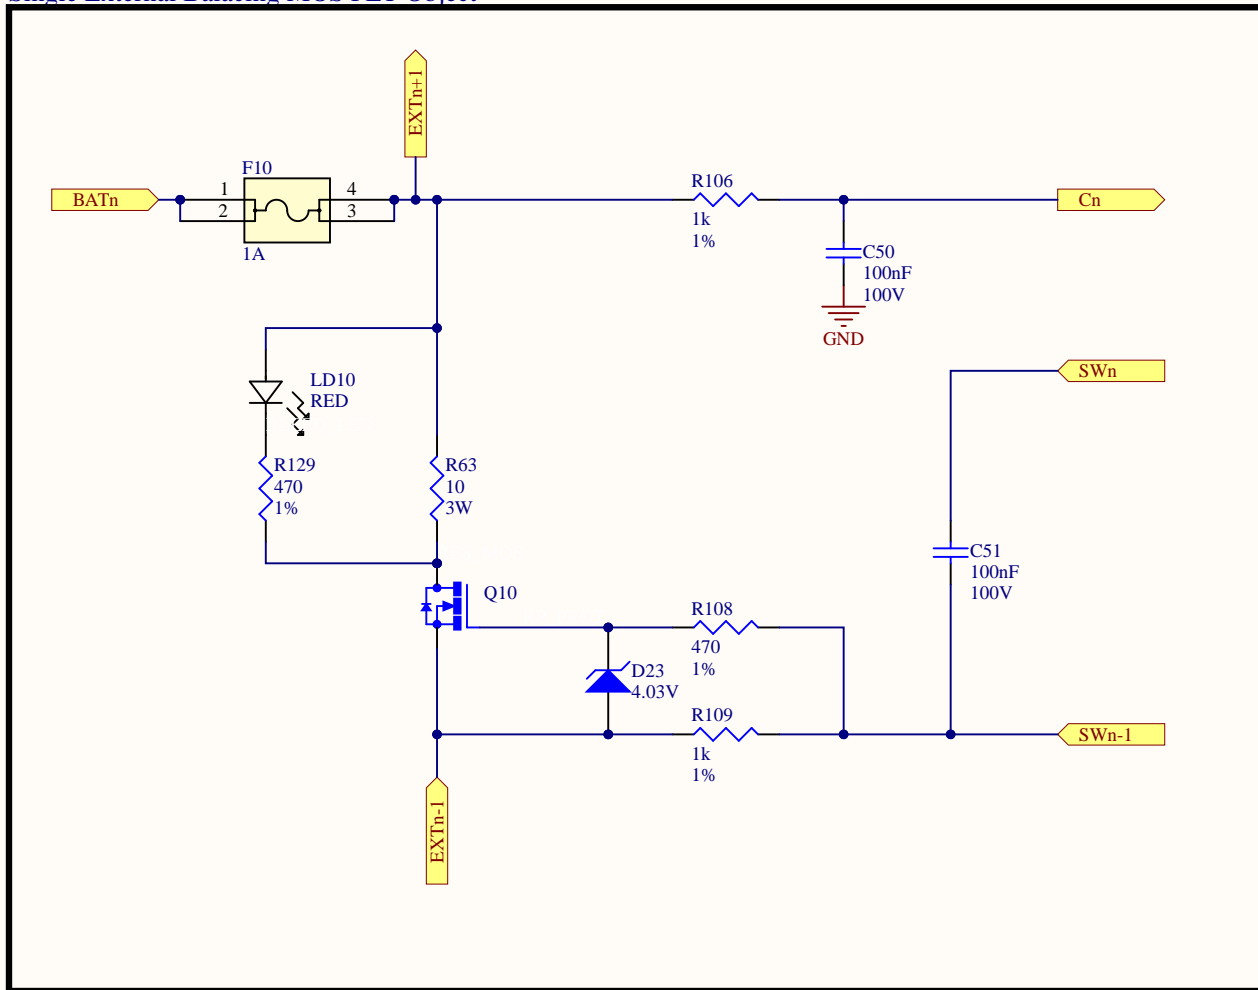 EXTn+1
F10
BATn
1
2
4
3
1A
R106
1k
1%
Cn
C50
100nF
100V
GND
SWn
LD10
RED
R129
470
1%
R63
10
3W
C51
100nF
100V
Q10
R108
470
1%
D23
4.03V
R109
1k
1%
SWn-1
EXTn-1